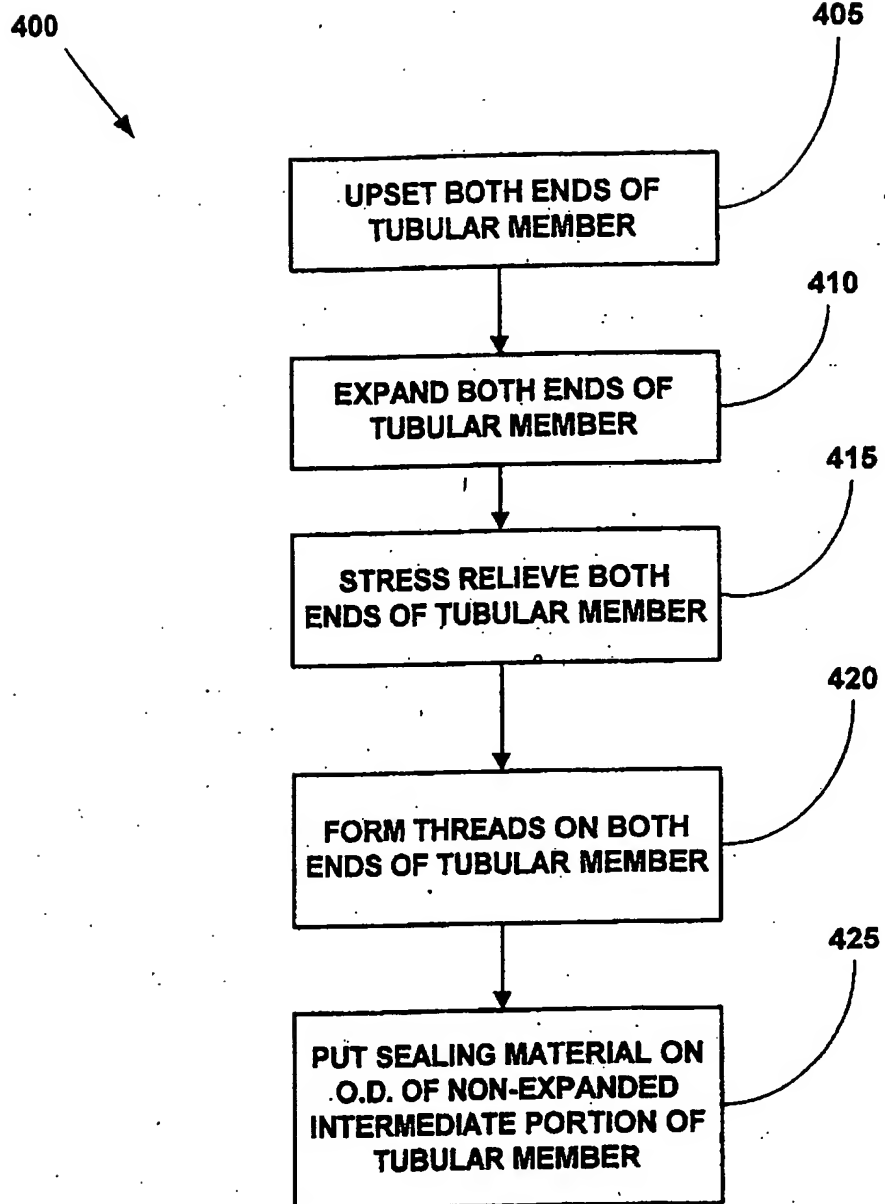 400
405
UPSET BOTH ENDS OF
TUBULAR MEMBER
410
EXPAND BOTH ENDS OF
TUBULAR MEMBER
415
STRESS RELIEVE BOTH
ENDS OF TUBULAR MEMBER
420
FORM THREADS ON BOTH
ENDS OF TUBULAR MEMBER
425
PUT SEALING MATERIAL ON
O.D. OF NON-EXPANDED
INTERMEDIATE PORTION OF
TUBULAR MEMBER